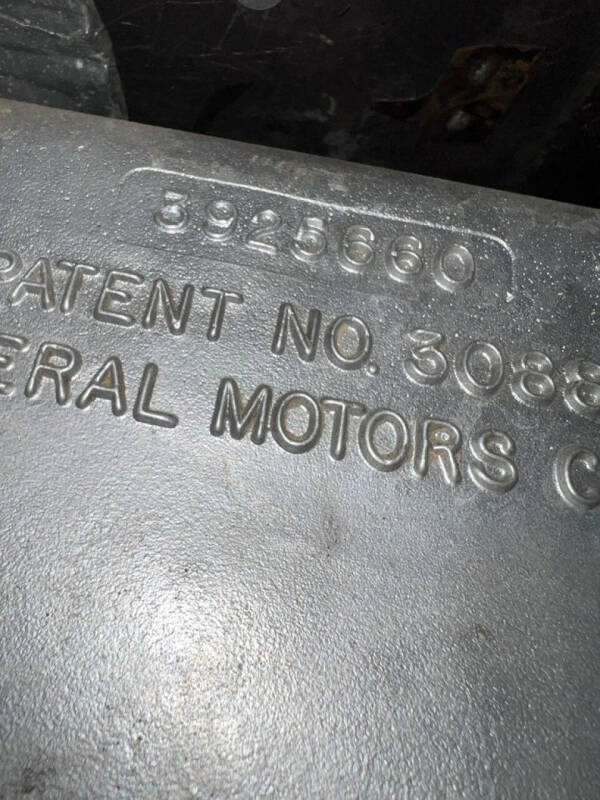 3925660
PATENT NO. 3088
ERAL MOTORS C